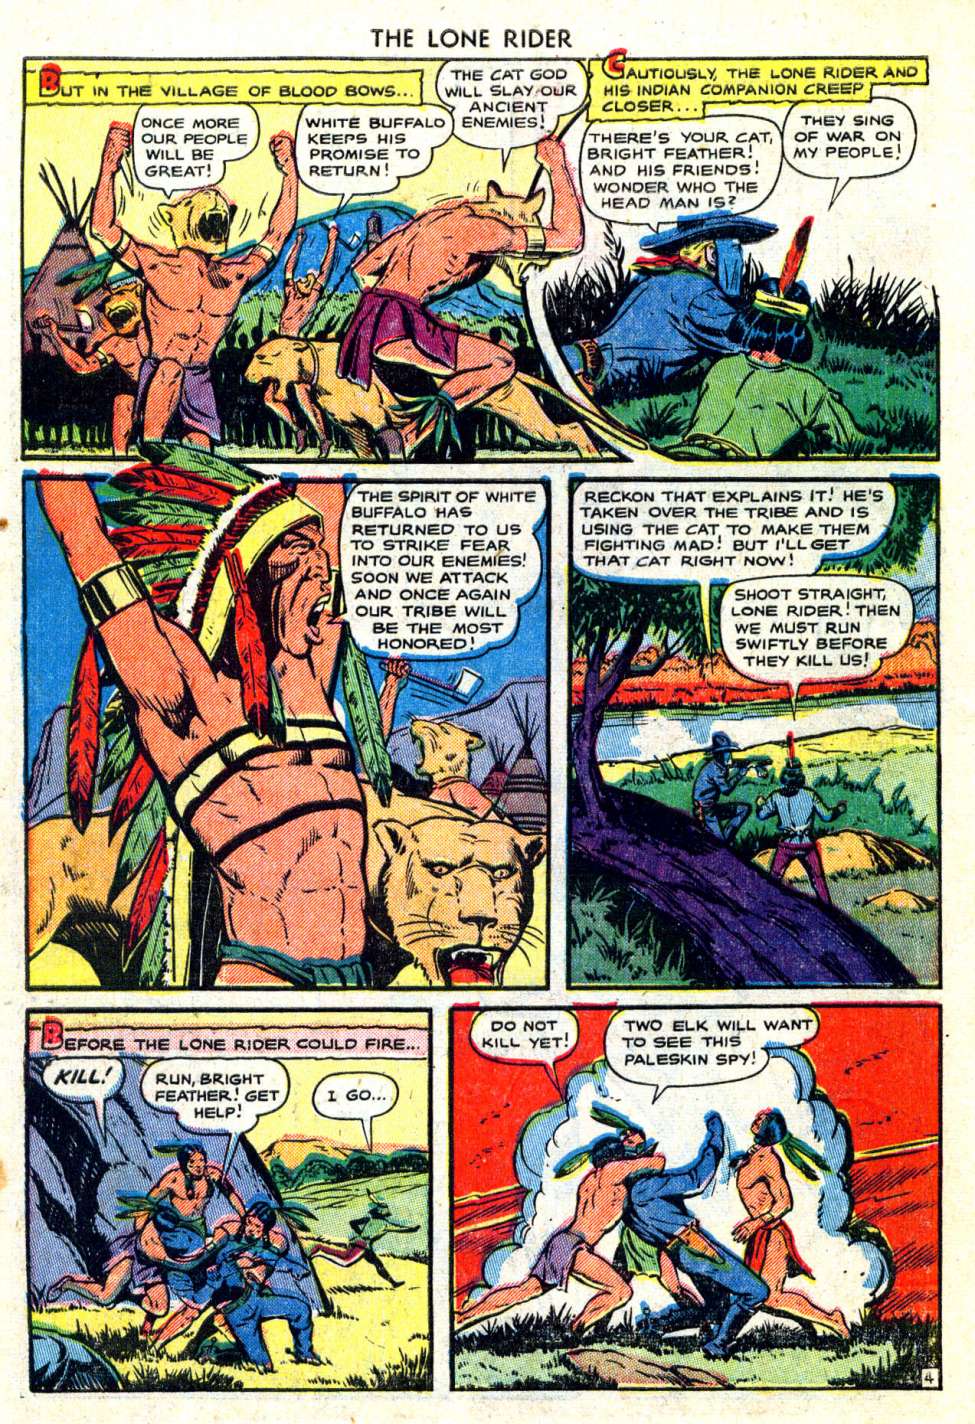 THE LONE RIDER
BUT IN THE VILLAGE OF BLOOD BOWS...
ONCE MORE
OUR PEOPLE
WILL BE
GREAT!
WHITE BUFFALO
KEEPS HIS
PROMISE TO
RETURN!
THE CAT GOD
WILL SLAY OUR
ANCIENT
ENEMIES!
CAUTIOUSLY, THE LONE RIDER AND
HIS INDIAN COMPANION CREEP
CLOSER...
THERE'S YOUR CAT,
BRIGHT FEATHER!
AND HIS FRIENDS!
WONDER WHO THE
HEAD MAN IS?
THEY SING
OF WAR ON
MY PEOPLE!
THE SPIRIT OF WHITE
BUFFALO HAS
RETURNED TO US
TO STRIKE FEAR
INTO OUR ENEMIES!
SOON WE ATTACK
AND ONCE AGAIN
OUR TRIBE WILL
BE THE MOST
HONORED!
RECKON THAT EXPLAINS IT! HE'S
TAKEN OVER THE TRIBE AND IS
USING THE CAT TO MAKE THEM
FIGHTING MAD! BUT I'LL GET
THAT CAT RIGHT NOW!
SHOOT STRAIGHT,
LONE RIDER! THEN
WE MUST RUN
SWIFTLY BEFORE
THEY KILL US!
BEFORE THE LONE RIDER COULD FIRE...
KILL!
RUN, BRIGHT
FEATHER! GET
HELP!
I GO...
DO NOT
KILL YET!
TWO ELK WILL WANT
TO SEE THIS
PALESKIN SPY!
4